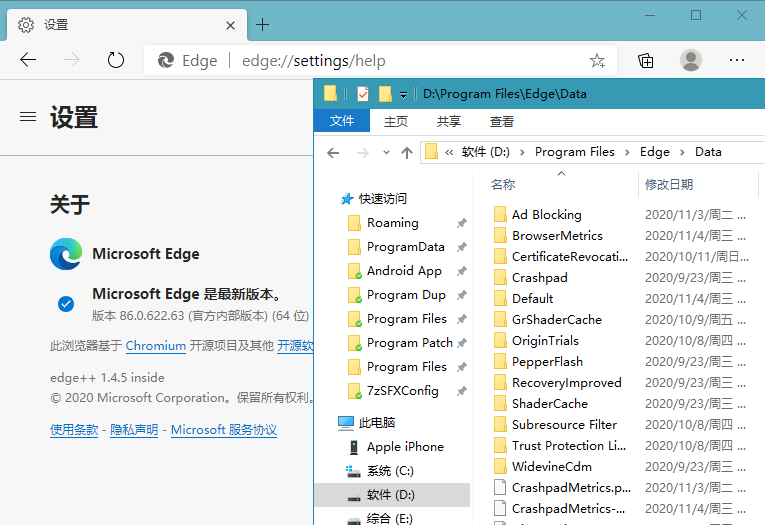 设置
Edge
edge://settings/help
设置
关于
Microsoft Edge
Microsoft Edge 是最新版本。
版本 86.0.622.63 (官方内部版本) (64 位)
此浏览器基于 Chromium 开源项目及其他 开源软
edge++ 1.4.5 inside
© 2020 Microsoft Corporation。保留所有权利。
使用条款 - 隐私声明 - Microsoft 服务协议
D:\Program Files\Edge\Data
文件 主页 共享 查看
« 软件 (D:) › Program Files › Edge › Data
快速访问
Roaming
ProgramData
Android App
Program Dup
Program Files
Program Patch
Program Files
7zSFXConfig
此电脑
Apple iPhone
系统 (C:)
软件 (D:)
综合 (E:)
名称 修改日期
Ad Blocking 2020/11/3/周二 ...
BrowserMetrics 2020/11/4/周三 ...
CertificateRevocati... 2020/10/11/周日...
Crashpad 2020/9/23/周三 ...
Default 2020/11/4/周三 ...
GrShaderCache 2020/10/9/周五 ...
OriginTrials 2020/10/8/周四 ...
PepperFlash 2020/9/23/周三 ...
RecoveryImproved 2020/9/23/周三 ...
ShaderCache 2020/9/23/周三 ...
Subresource Filter 2020/10/8/周四 ...
Trust Protection Li... 2020/10/8/周四 ...
WidevineCdm 2020/9/23/周三 ...
CrashpadMetrics.p... 2020/11/3/周二 ...
CrashpadMetrics-... 2020/11/4/周三 ...